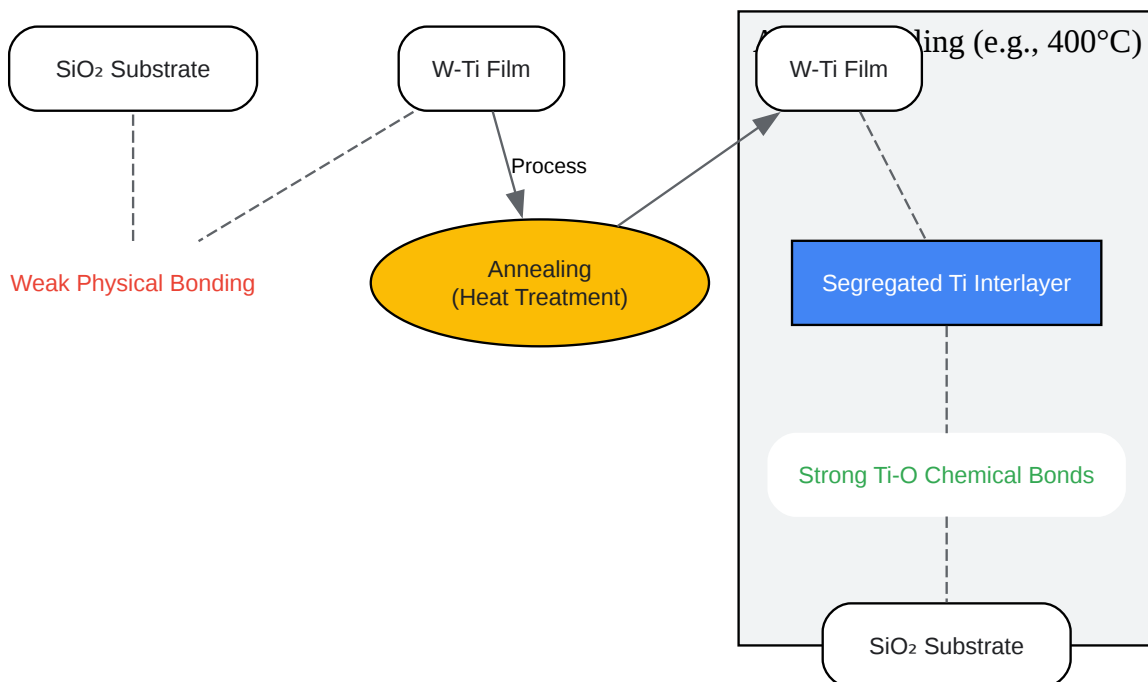 SiO₂ Substrate
W-Ti Film
W-Ti Film
(e.g., 400°C)
Process
Weak Physical Bonding
Annealing
(Heat Treatment)
Segregated Ti Interlayer
Strong Ti-O Chemical Bonds
SiO₂ Substrate